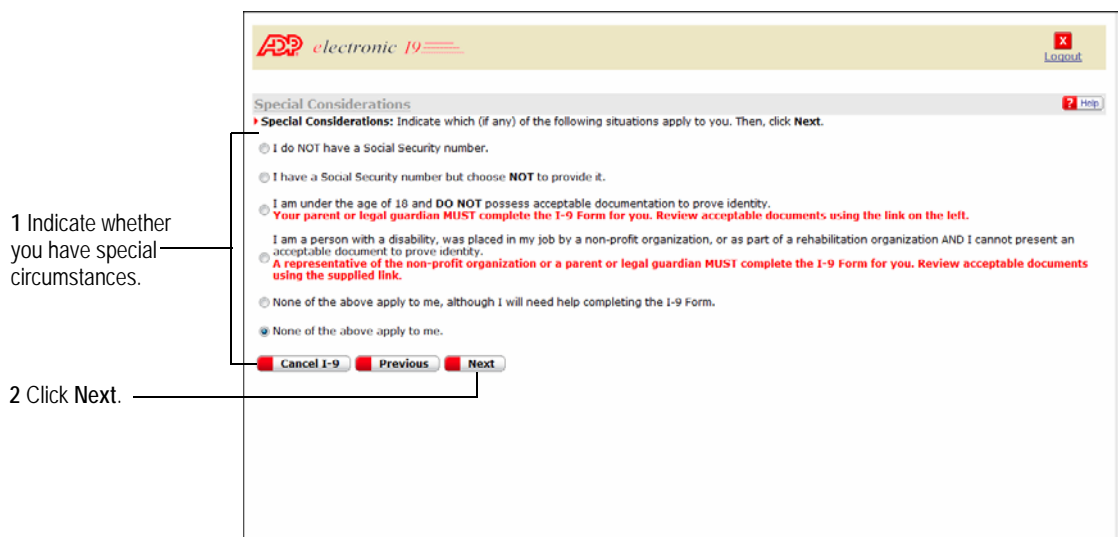 ADP electronic I9
X
Logout
Special Considerations
? Help
Special Considerations: Indicate which (if any) of the following situations apply to you. Then, click Next.
I do NOT have a Social Security number.
I have a Social Security number but choose NOT to provide it.
I am under the age of 18 and DO NOT possess acceptable documentation to prove identity.
Your parent or legal guardian MUST complete the I-9 Form for you. Review acceptable documents using the link on the left.
I am a person with a disability, was placed in my job by a non-profit organization, or as part of a rehabilitation organization AND I cannot present an
acceptable document to prove identity.
A representative of the non-profit organization or a parent or legal guardian MUST complete the I-9 Form for you. Review acceptable documents
using the supplied link.
None of the above apply to me, although I will need help completing the I-9 Form.
None of the above apply to me.
Cancel I-9 Previous Next
1 Indicate whether
you have special
circumstances.
2 Click Next.